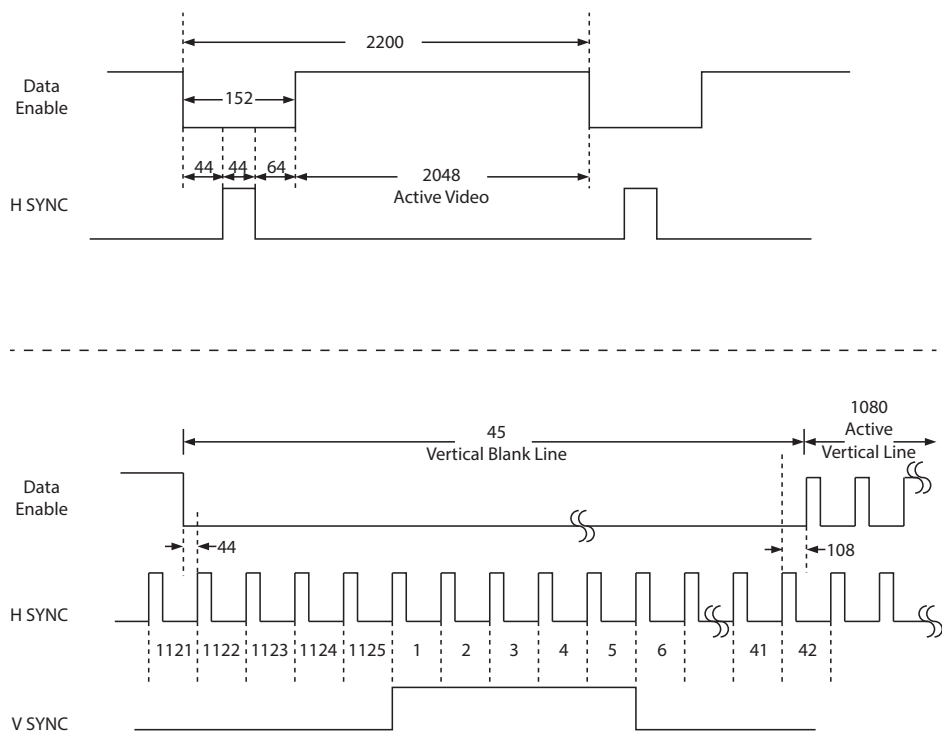 2200
Data
Enable
152
44 44 64
2048
Active Video
H SYNC
1080
Active
Vertical Line
45
Vertical Blank Line
Data
Enable
44
108
H SYNC
1121 1122 1123 1124 1125 1 2 3 4 5 6 41 42
V SYNC